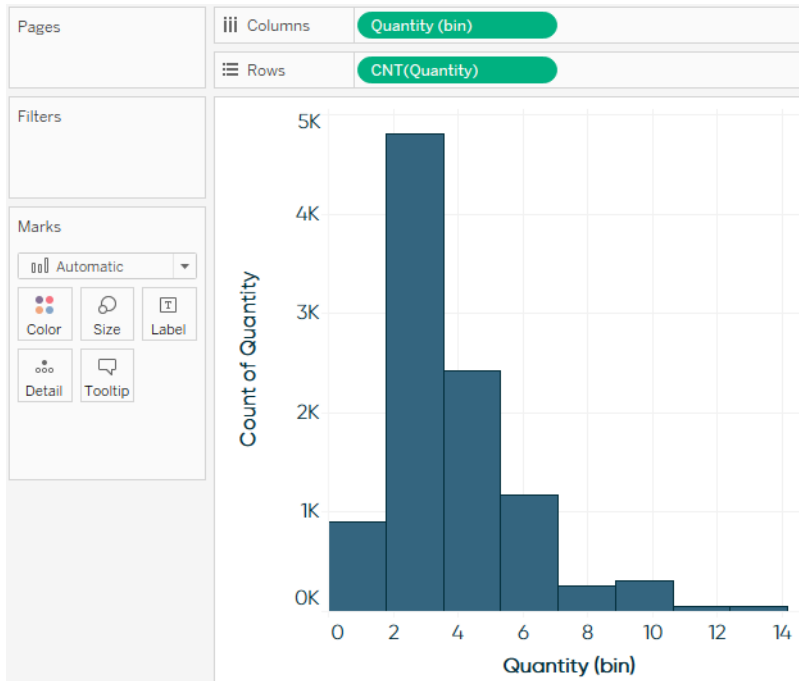 Pages
Columns
Quantity (bin)
Rows
CNT(Quantity)
Filters
Marks
Automatic
Color
Size
T
Label
Detail
Tooltip
Count of Quantity
5K
4K
3K
2K
1K
0K
0 2 4 6 8 10 12 14
Quantity (bin)